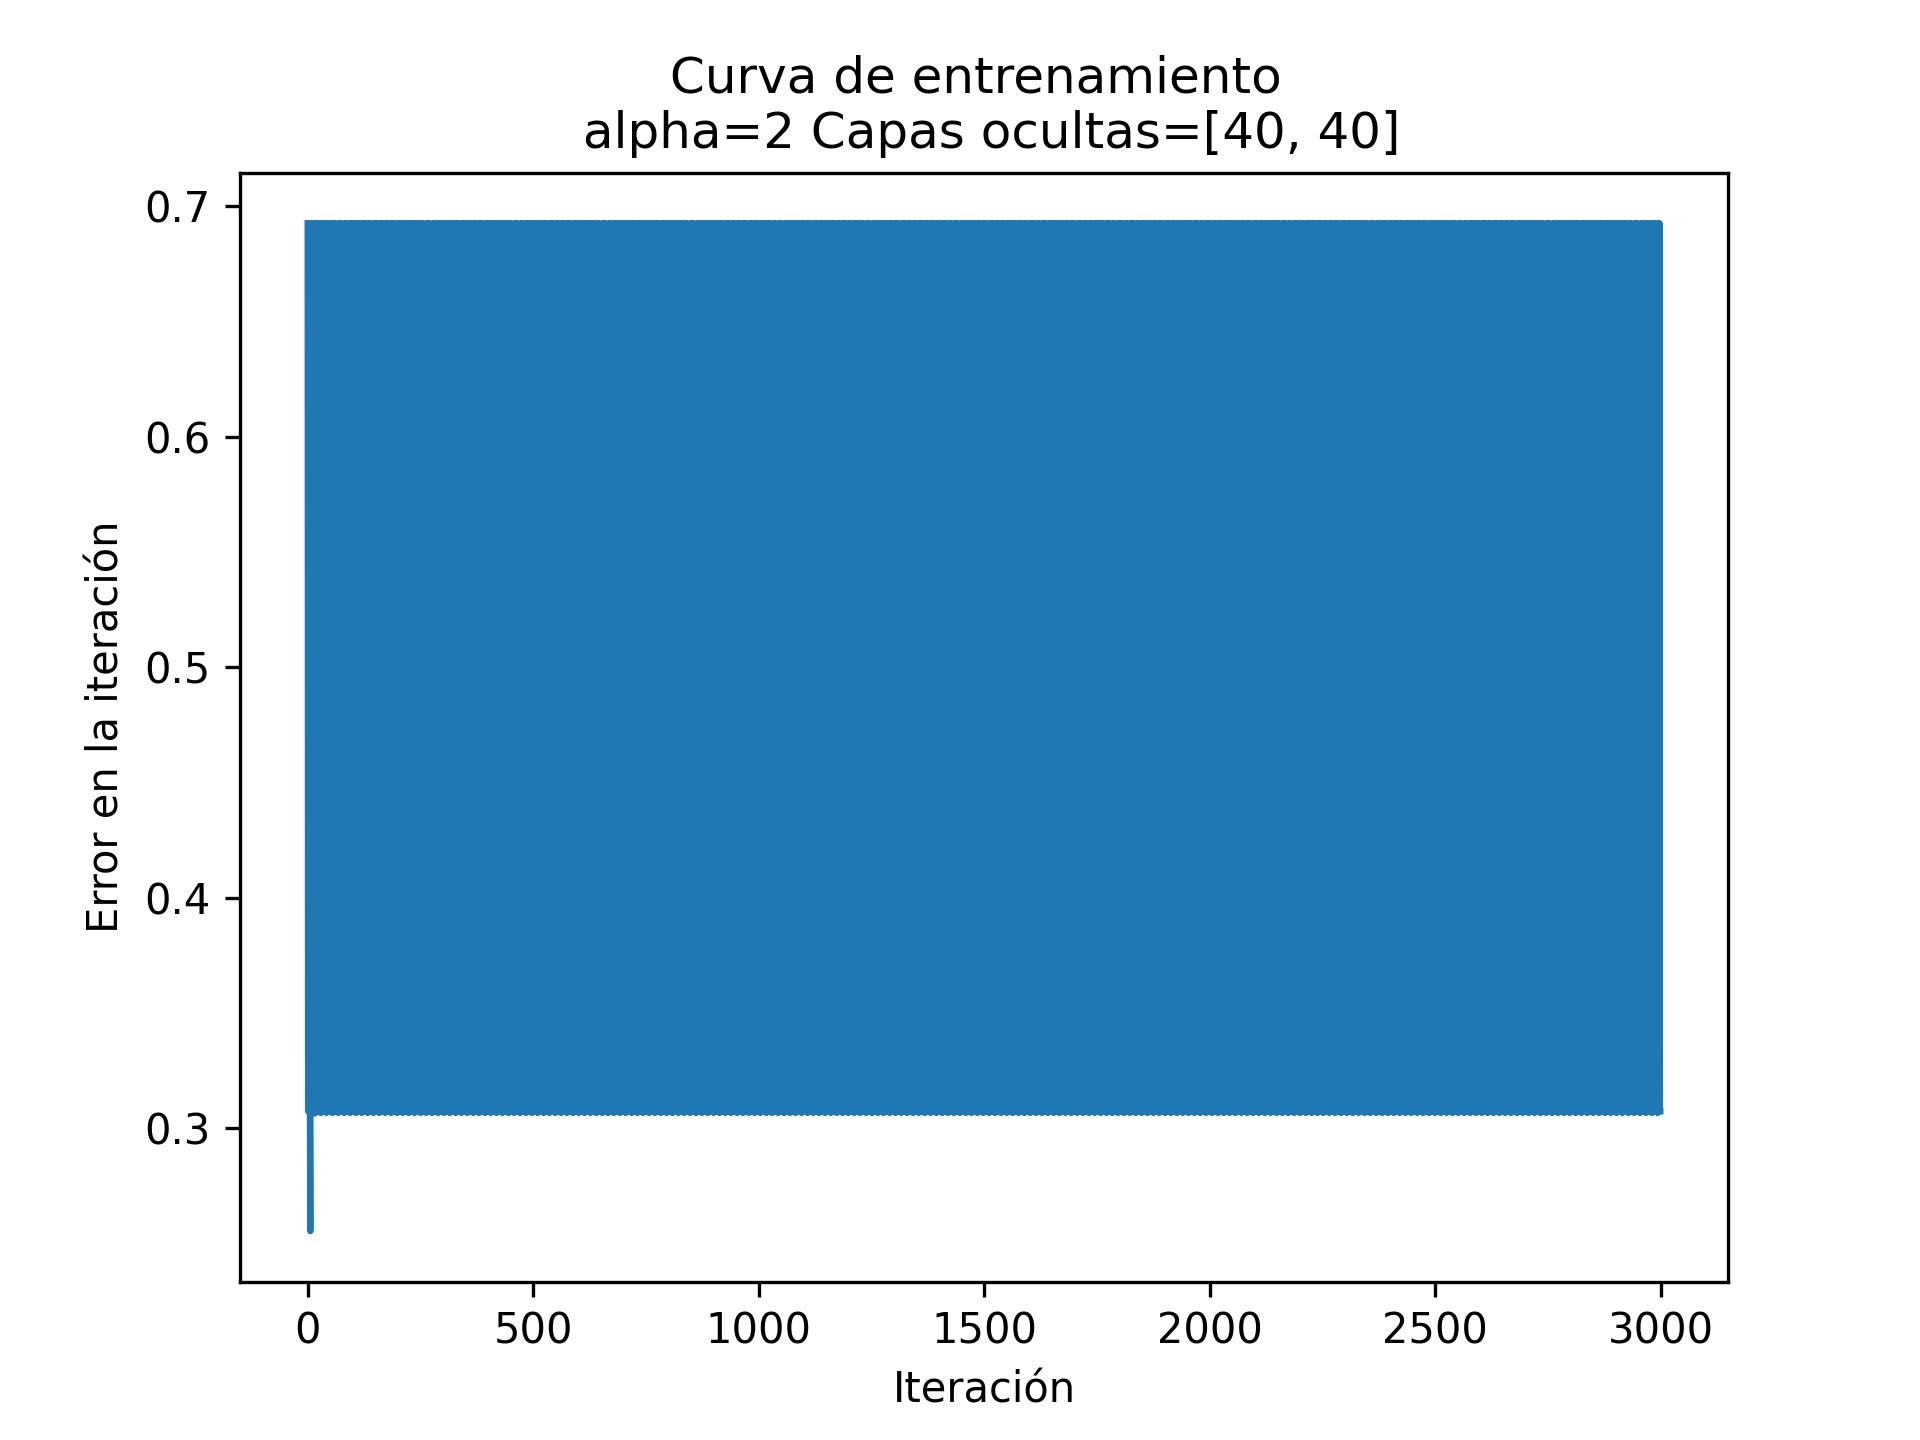 Curva de entrenamiento
alpha=2 Capas ocultas=[40, 40]
0.7
0.6
0.5
0.4
0.3
Error en la iteración
0 500 1000 1500 2000 2500 3000
Iteración